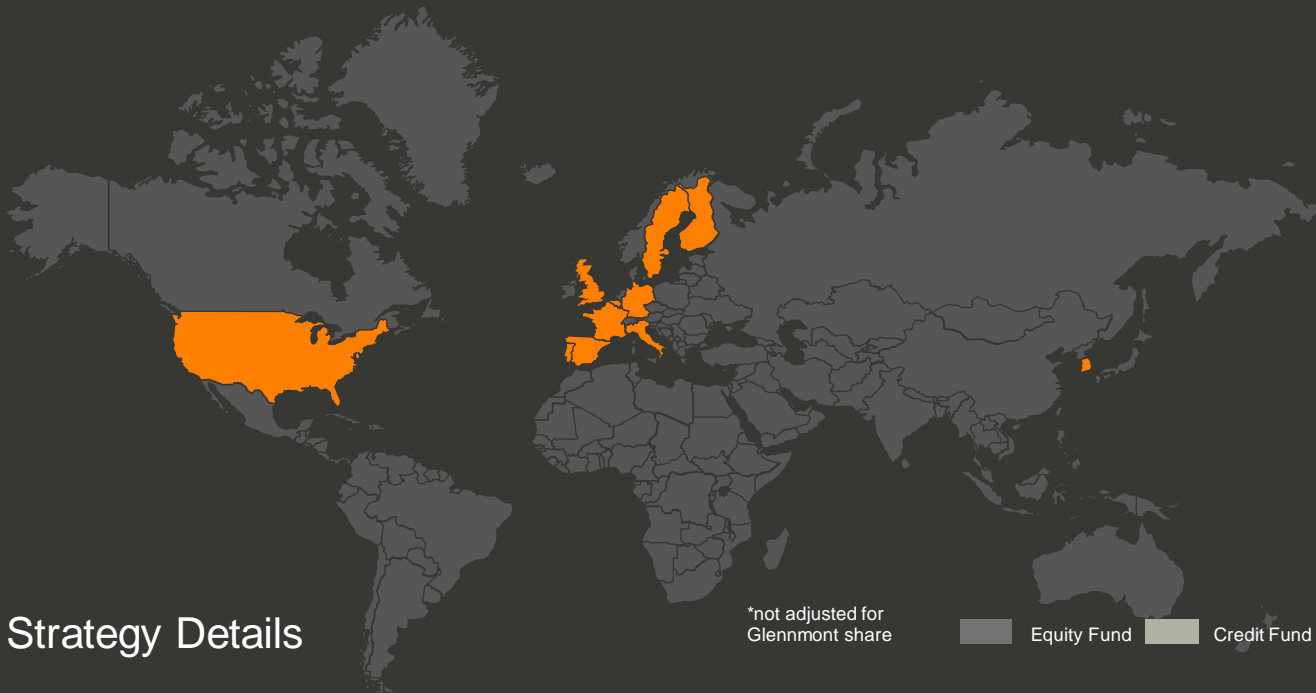 Strategy Details
*not adjusted for
Glennmont share
Equity Fund
Credit Fund